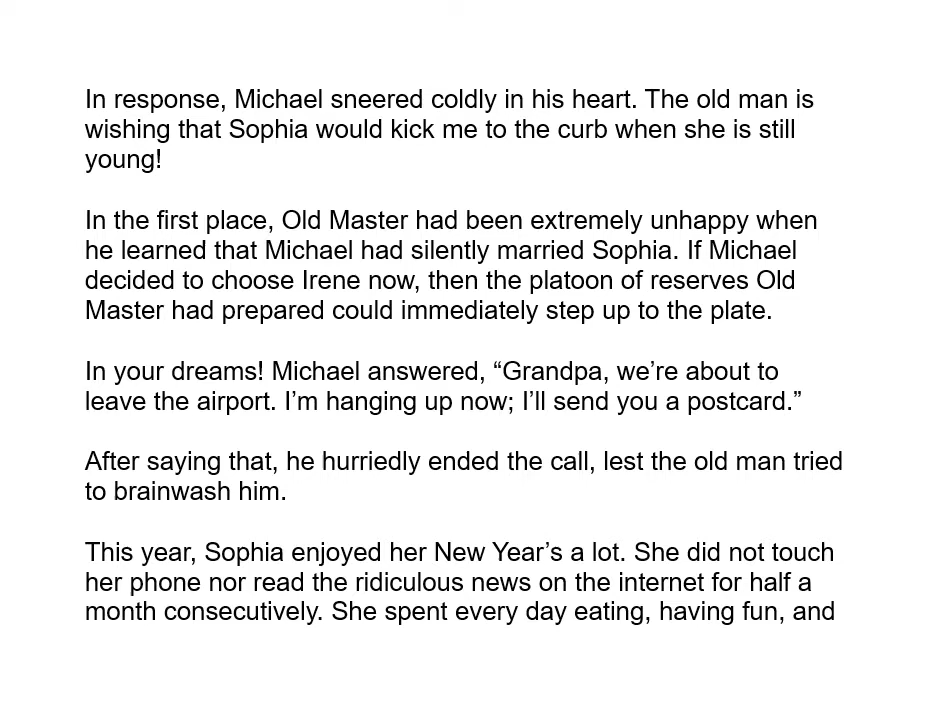 In response, Michael sneered coldly in his heart. The old man is
wishing that Sophia would kick me to the curb when she is still
young!
In the first place, Old Master had been extremely unhappy when
he learned that Michael had silently married Sophia. If Michael
decided to choose Irene now, then the platoon of reserves Old
Master had prepared could immediately step up to the plate.
In your dreams! Michael answered, “Grandpa, we’re about to
leave the airport. I’m hanging up now; I’ll send you a postcard.”
After saying that, he hurriedly ended the call, lest the old man tried
to brainwash him.
This year, Sophia enjoyed her New Year’s a lot. She did not touch
her phone nor read the ridiculous news on the internet for half a
month consecutively. She spent every day eating, having fun, and